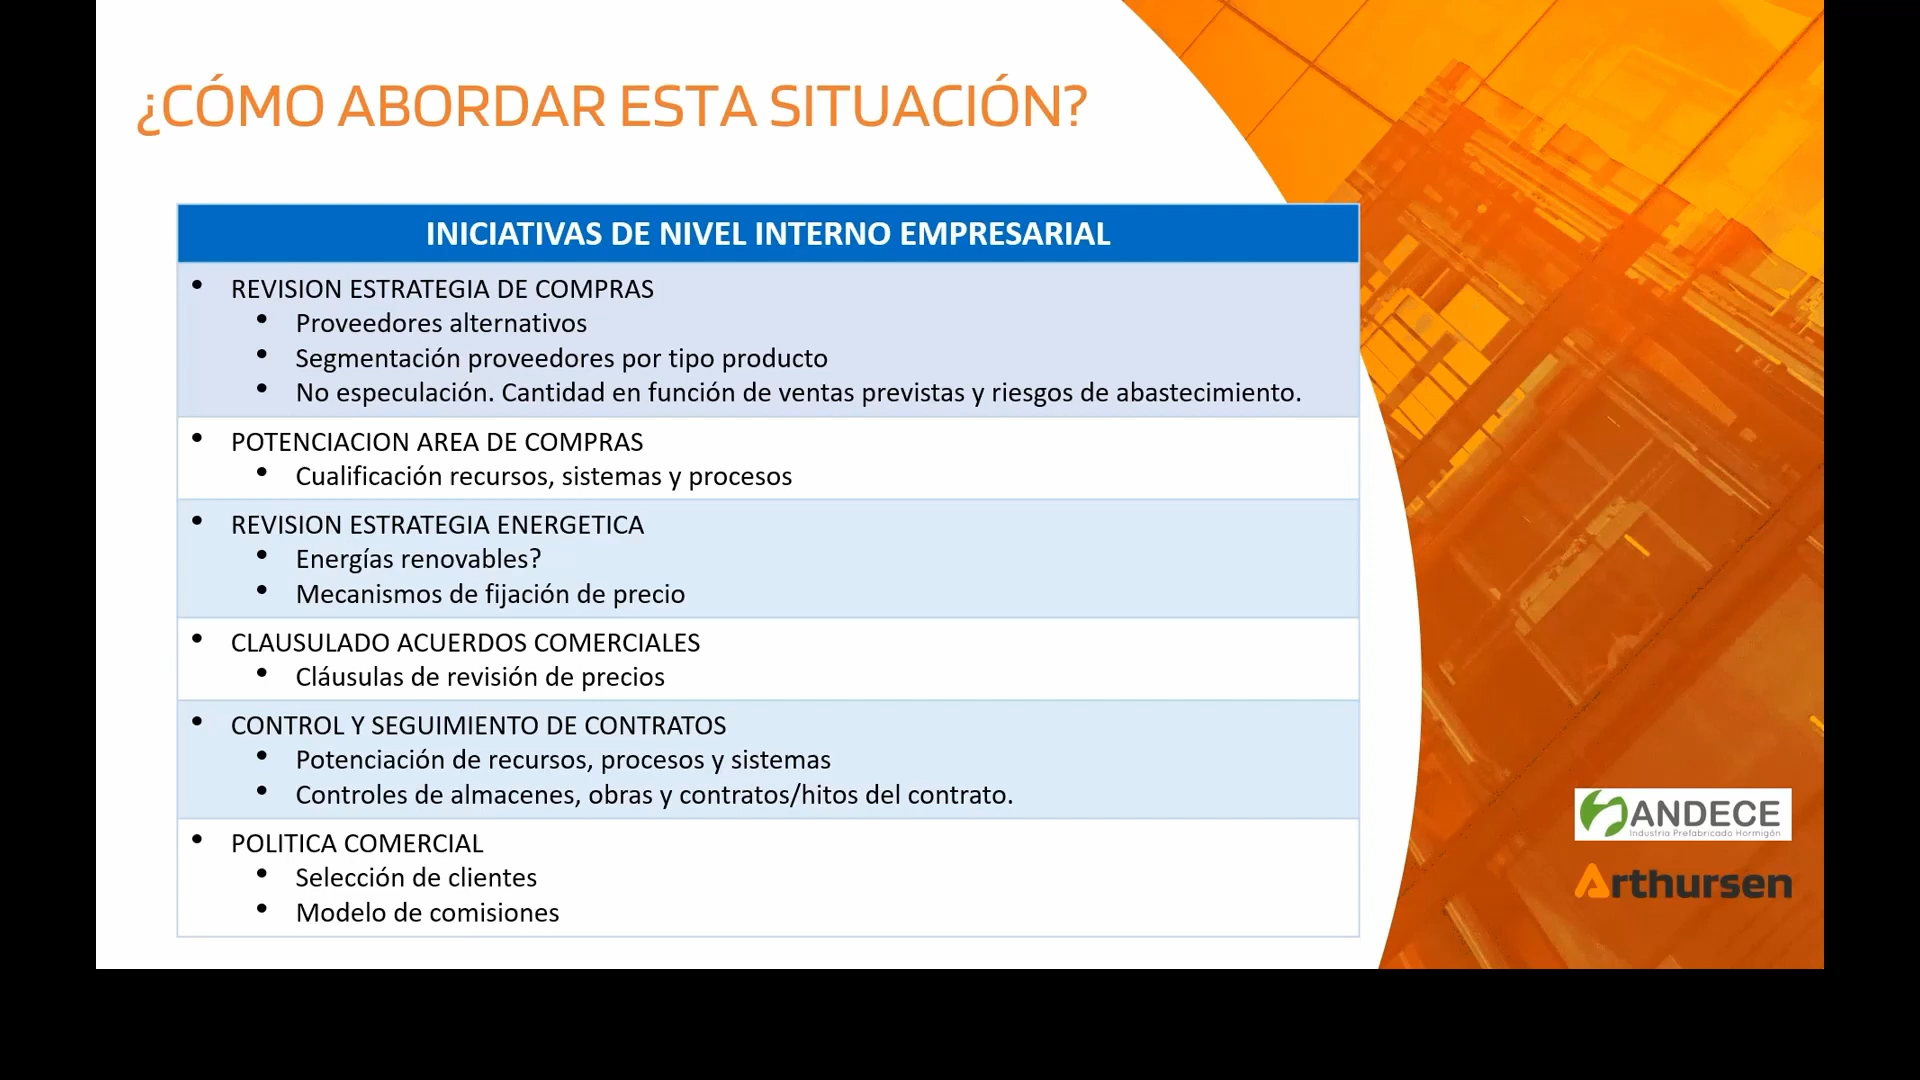 ¿CÓMO ABORDAR ESTA SITUACIÓN?
INICIATIVAS DE NIVEL INTERNO EMPRESARIAL
• REVISION ESTRATEGIA DE COMPRAS
• Proveedores alternativos
• Segmentación proveedores por tipo producto
• No especulación. Cantidad en función de ventas previstas y riesgos de abastecimiento.
• POTENCIACION AREA DE COMPRAS
• Cualificación recursos, sistemas y procesos
• REVISION ESTRATEGIA ENERGETICA
• Energías renovables?
• Mecanismos de fijación de precio
• CLAUSULADO ACUERDOS COMERCIALES
• Cláusulas de revisión de precios
• CONTROL Y SEGUIMIENTO DE CONTRATOS
• Potenciación de recursos, procesos y sistemas
• Controles de almacenes, obras y contratos/hitos del contrato.
• POLITICA COMERCIAL
• Selección de clientes
• Modelo de comisiones
ANDECE
Industria Prefabricado Hormigón
Arthursen